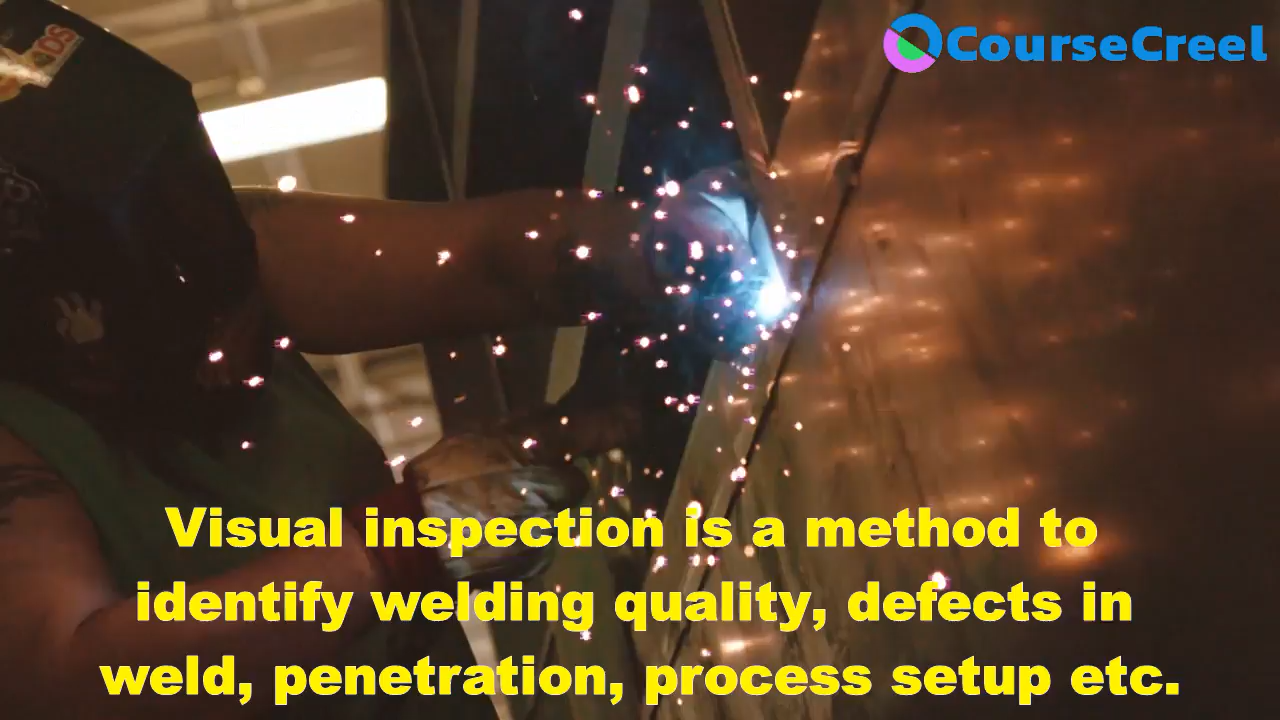 CourseCreel
Visual inspection is a method to
identify welding quality, defects in
weld, penetration, process setup etc.